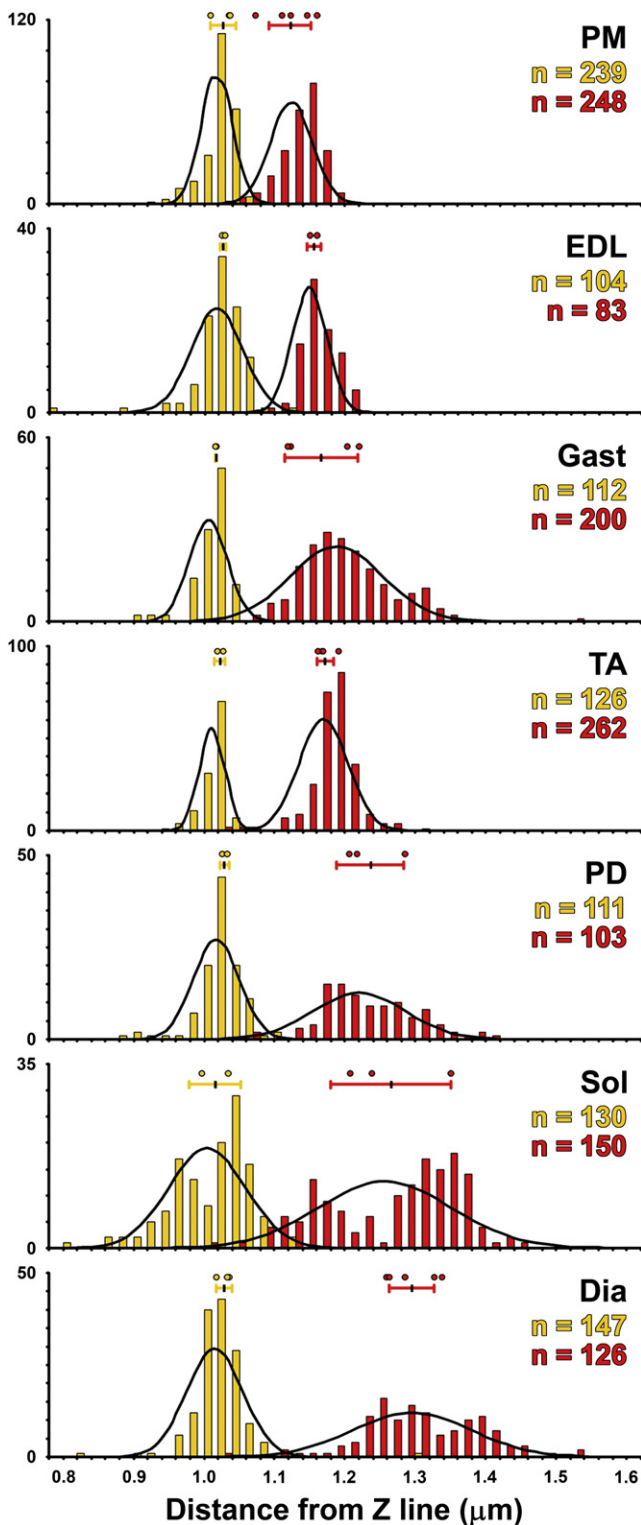 120
PM
n = 239
n = 248
0
40
EDL
n = 104
n = 83
0
60
Gast
n = 112
n = 200
0
100
TA
n = 126
n = 262
0
50
PD
n = 111
n = 103
0
35
Sol
n = 130
n = 150
0
50
Dia
n = 147
n = 126
0
0.8 0.9 1.0 1.1 1.2 1.3 1.4 1.5 1.6
Distance from Z line (μm)